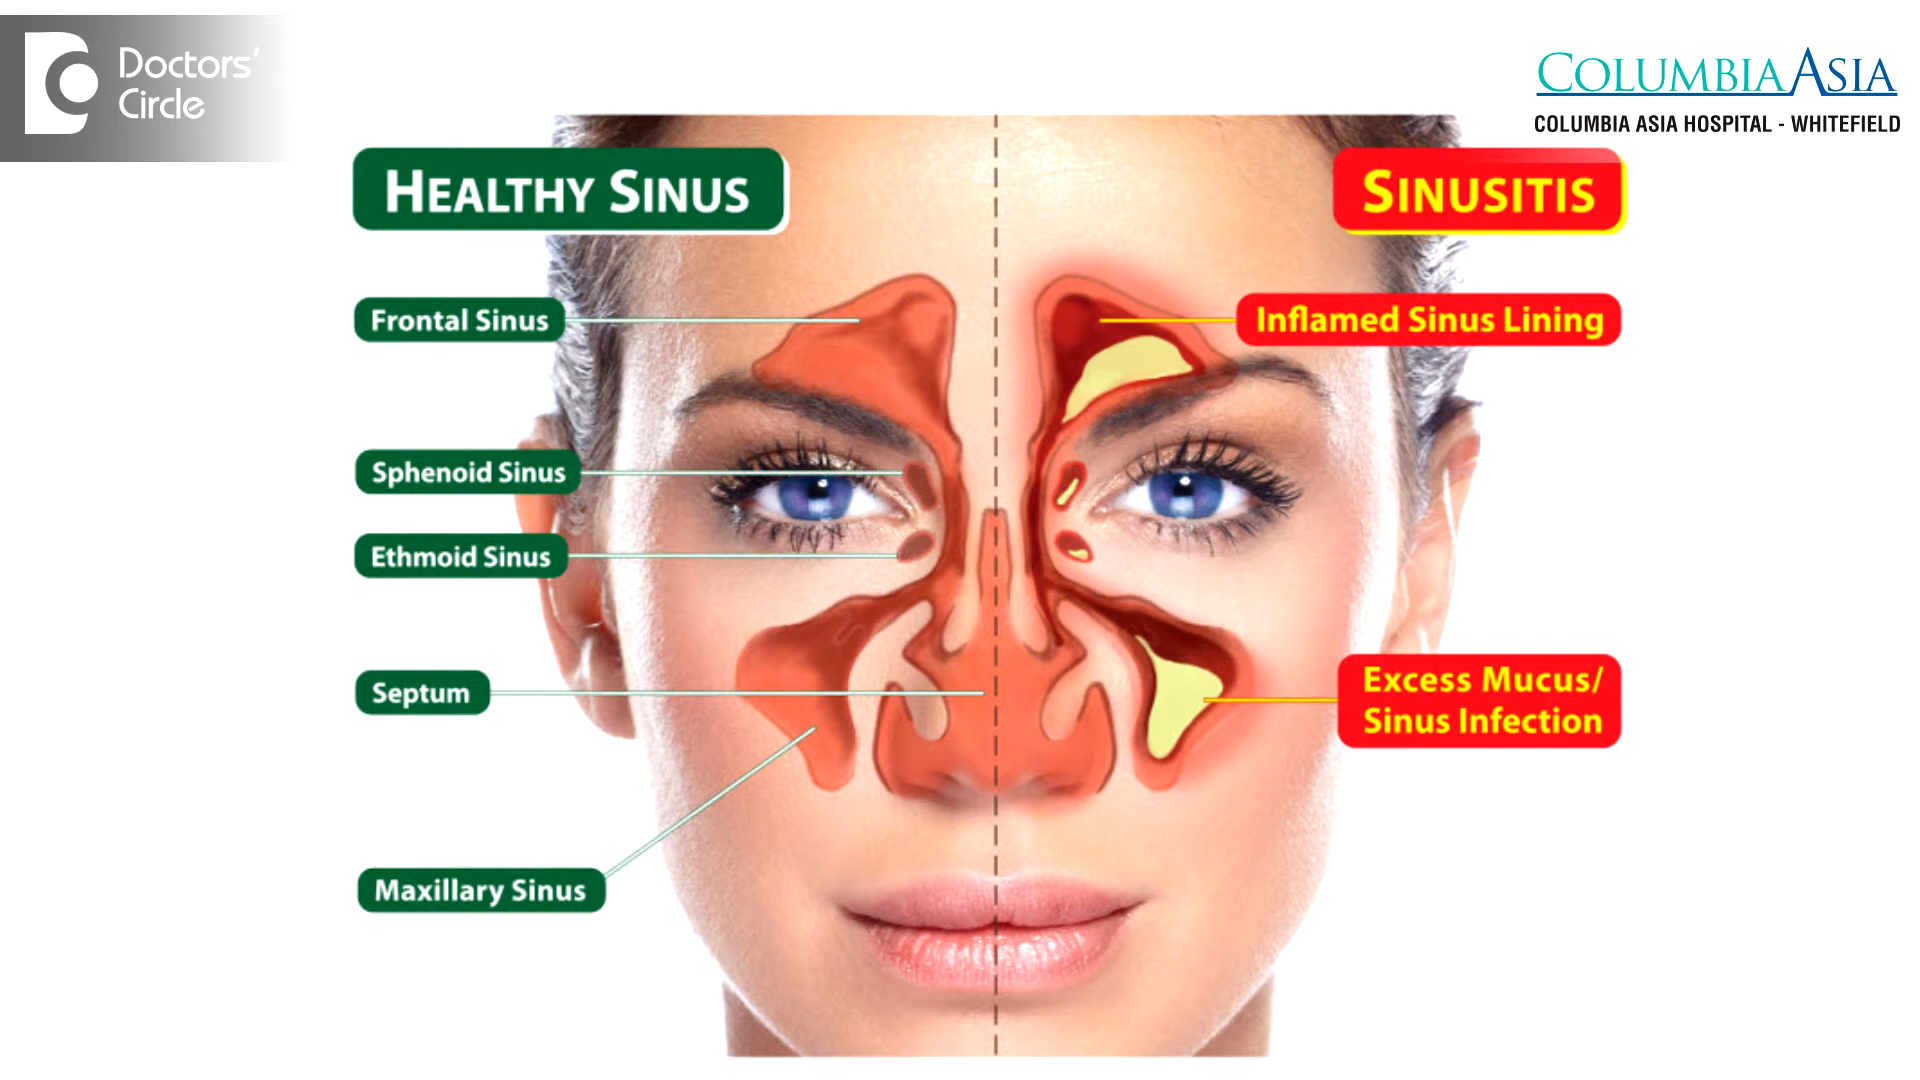 Doctors'
Circle
COLUMBIA ASIA
COLUMBIA ASIA HOSPITAL - WHITEFIELD
HEALTHY SINUS
SINUSITIS
Frontal Sinus
Inflamed Sinus Lining
Sphenoid Sinus
Ethmoid Sinus
Septum
Excess Mucus/
Sinus Infection
Maxillary Sinus